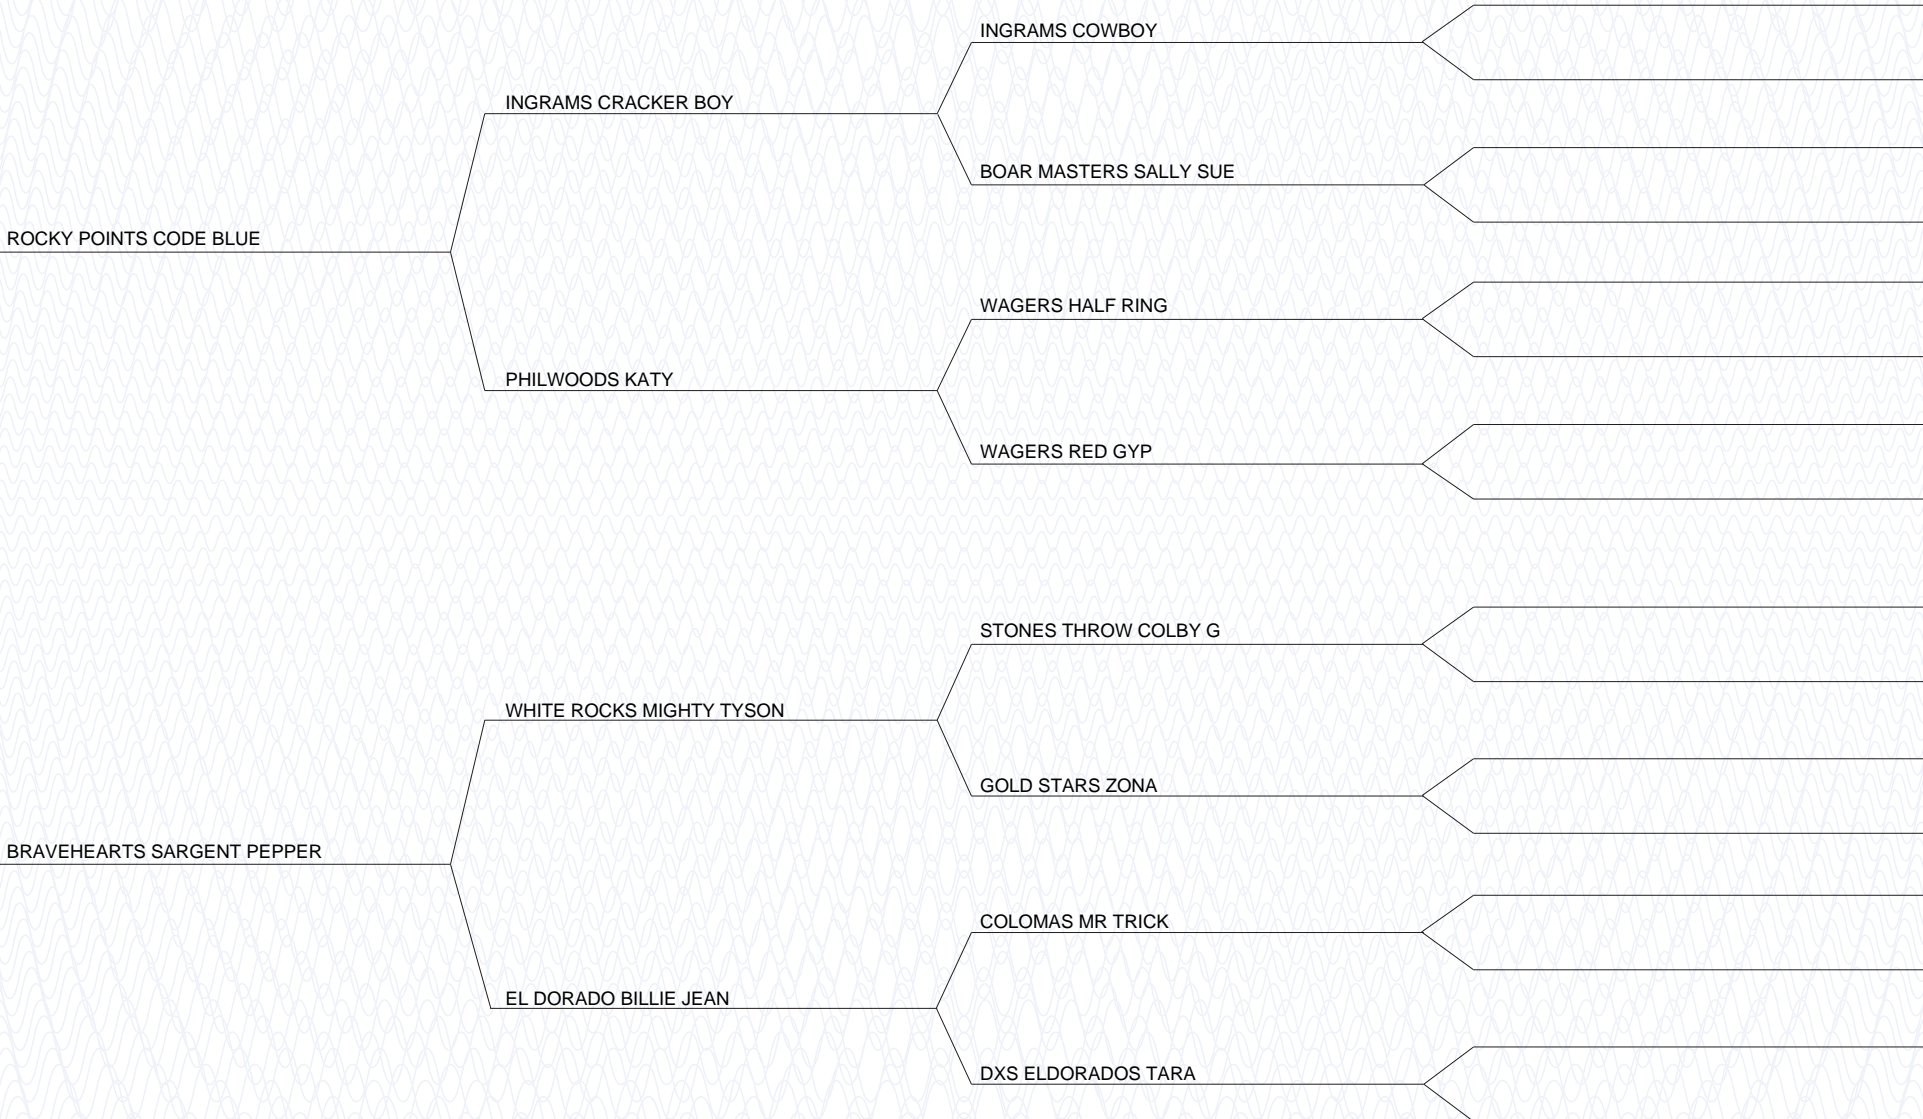 INGRAMS COWBOY
INGRAMS CRACKER BOY
BOAR MASTERS SALLY SUE
ROCKY POINTS CODE BLUE
WAGERS HALF RING
PHILWOODS KATY
WAGERS RED GYP
STONES THROW COLBY G
WHITE ROCKS MIGHTY TYSON
GOLD STARS ZONA
BRAVEHEARTS SARGENT PEPPER
COLOMAS MR TRICK
EL DORADO BILLIE JEAN
DXS ELDORADOS TARA